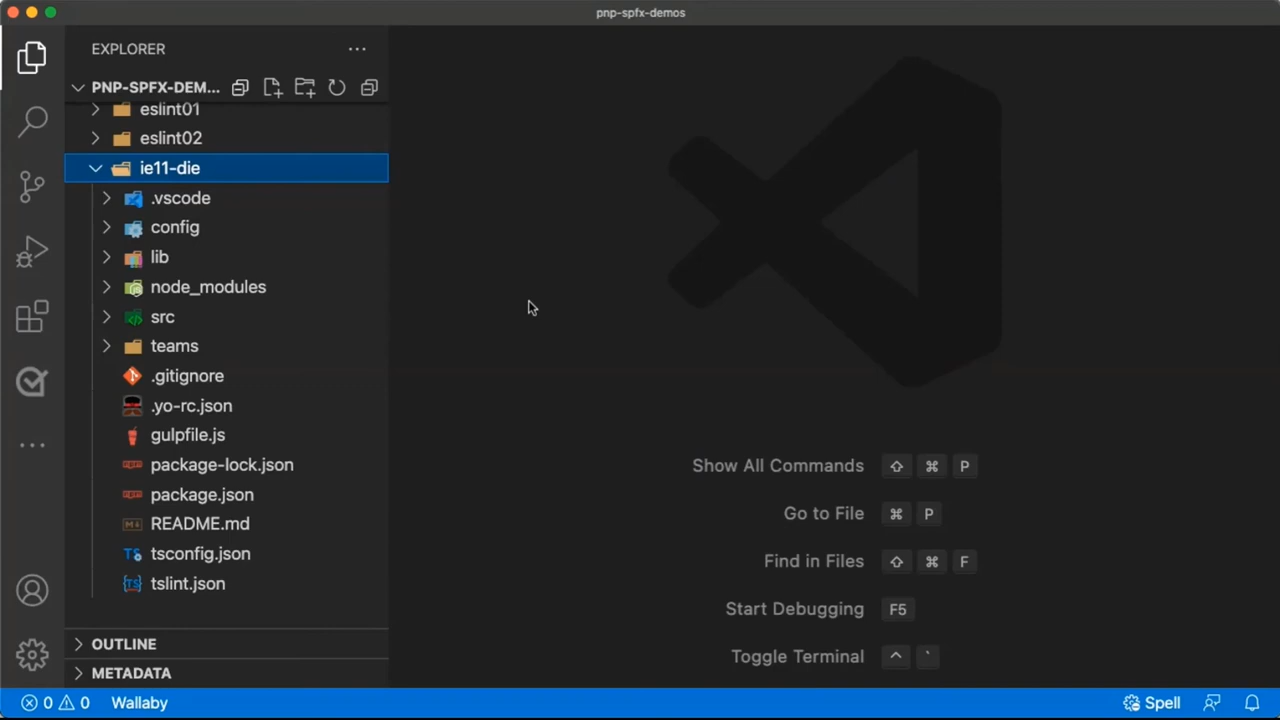 pnp-spfx-demos
EXPLORER
PNP-SPFX-DEM...
eslint01
eslint02
ie11-die
.vscode
config
lib
node_modules
src
teams
.gitignore
.yo-rc.json
gulpfile.js
package-lock.json
package.json
README.md
tsconfig.json
tslint.json
OUTLINE
METADATA
Show All Commands ⇧ ⌘ P
Go to File ⌘ P
Find in Files ⇧ ⌘ F
Start Debugging F5
Toggle Terminal ^ `
0 0 Wallaby
Spell